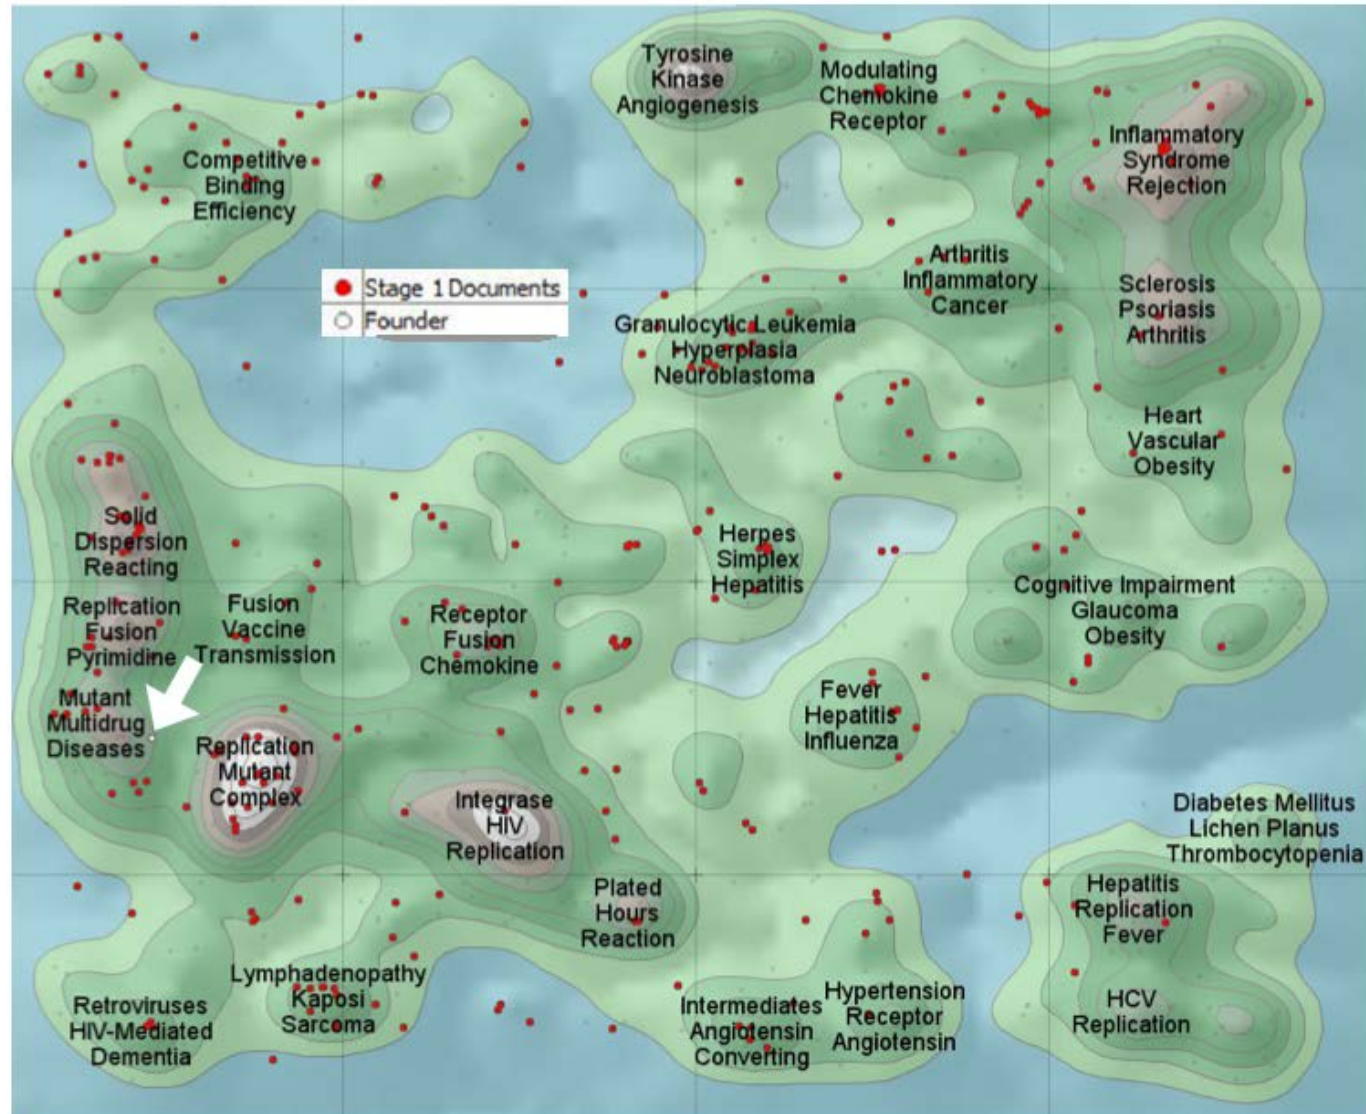 Tyrosine
Kinase
Angiogenesis
Modulating
Chemokine
Receptor
Inflammatory
Syndrome
Rejection
Competitive
Binding
Efficiency
Arthritis
Inflammatory
Cancer
Sclerosis
Psoriasis
Arthritis
Stage 1 Documents
Founder
Granulocytic Leukemia
Hyperplasia
Neuroblastoma
Heart
Vascular
Obesity
Solid
Dispersion
Reacting
Herpes
Simplex
Hepatitis
Cognitive Impairment
Glaucoma
Obesity
Replication
Fusion
Pyrimidine
Fusion
Vaccine
Transmission
Receptor
Fusion
Chemokine
Mutant
Multidrug
Diseases
Fever
Hepatitis
Influenza
Replication
Mutant
Complex
Integrase
HIV
Replication
Diabetes Mellitus
Lichen Planus
Thrombocytopenia
Plated
Hours
Reaction
Hepatitis
Replication
Fever
Lymphadenopathy
Kaposi
Sarcoma
Retroviruses
HIV-Mediated
Dementia
Intermediates
Angiotensin
Converting
Hypertension
Receptor
Angiotensin
HCV
Replication